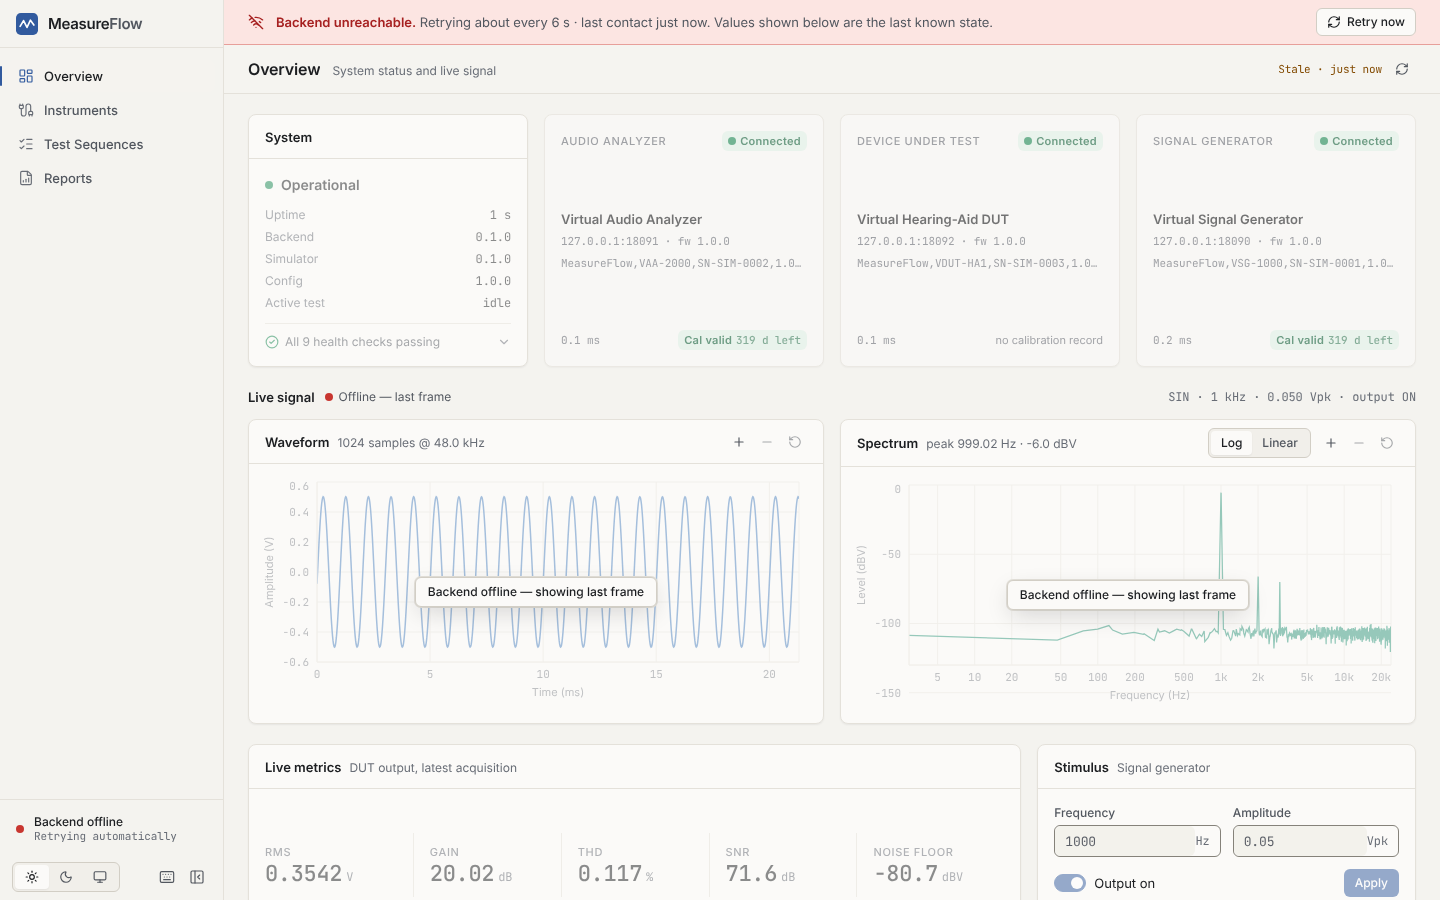 MeasureFlow
Overview
Instruments
Test Sequences
Reports
Backend offline
Retrying automatically
Backend unreachable. Retrying about every 6 s · last contact just now. Values shown below are the last known state.
Retry now
Overview System status and live signal
Stale · just now
System
Operational
Uptime 1 s
Backend 0.1.0
Simulator 0.1.0
Config 1.0.0
Active test idle
All 9 health checks passing
AUDIO ANALYZER Connected
Virtual Audio Analyzer
127.0.0.1:18091 · fw 1.0.0
MeasureFlow,VAA-2000,SN-SIM-0002,1.0…
0.1 ms Cal valid 319 d left
DEVICE UNDER TEST Connected
Virtual Hearing-Aid DUT
127.0.0.1:18092 · fw 1.0.0
MeasureFlow,VDUT-HA1,SN-SIM-0003,1.0…
0.1 ms no calibration record
SIGNAL GENERATOR Connected
Virtual Signal Generator
127.0.0.1:18090 · fw 1.0.0
MeasureFlow,VSG-1000,SN-SIM-0001,1.0…
0.2 ms Cal valid 319 d left
Live signal Offline — last frame
SIN · 1 kHz · 0.050 Vpk · output ON
Waveform 1024 samples @ 48.0 kHz
Amplitude (V)
0.6
0.4
0.2
0.0
-0.2
-0.4
-0.6
Backend offline — showing last frame
0 5 10 15 20
Time (ms)
Spectrum peak 999.02 Hz · -6.0 dBV
Log Linear
Level (dBV)
0
-50
-100
-150
Backend offline — showing last frame
5 10 20 50 100 200 500 1k 2k 5k 10k 20k
Frequency (Hz)
Live metrics DUT output, latest acquisition
RMS
0.3542 V
GAIN
20.02 dB
THD
0.117 %
SNR
71.6 dB
NOISE FLOOR
-80.7 dBV
Stimulus Signal generator
Frequency Amplitude
1000 Hz 0.05 Vpk
Output on Apply